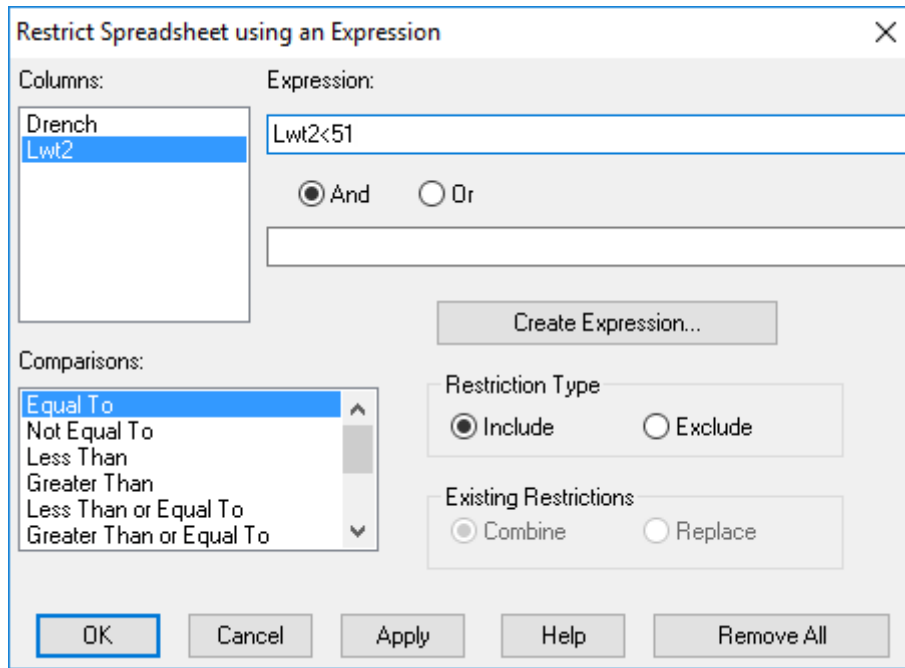 Restrict Spreadsheet using an Expression
Columns:
Drench
Lwt2
Expression:
Lwt2<51
And
Or
Create Expression...
Comparisons:
Equal To
Not Equal To
Less Than
Greater Than
Less Than or Equal To
Greater Than or Equal To
Restriction Type
Include
Exclude
Existing Restrictions
Combine
Replace
OK
Cancel
Apply
Help
Remove All